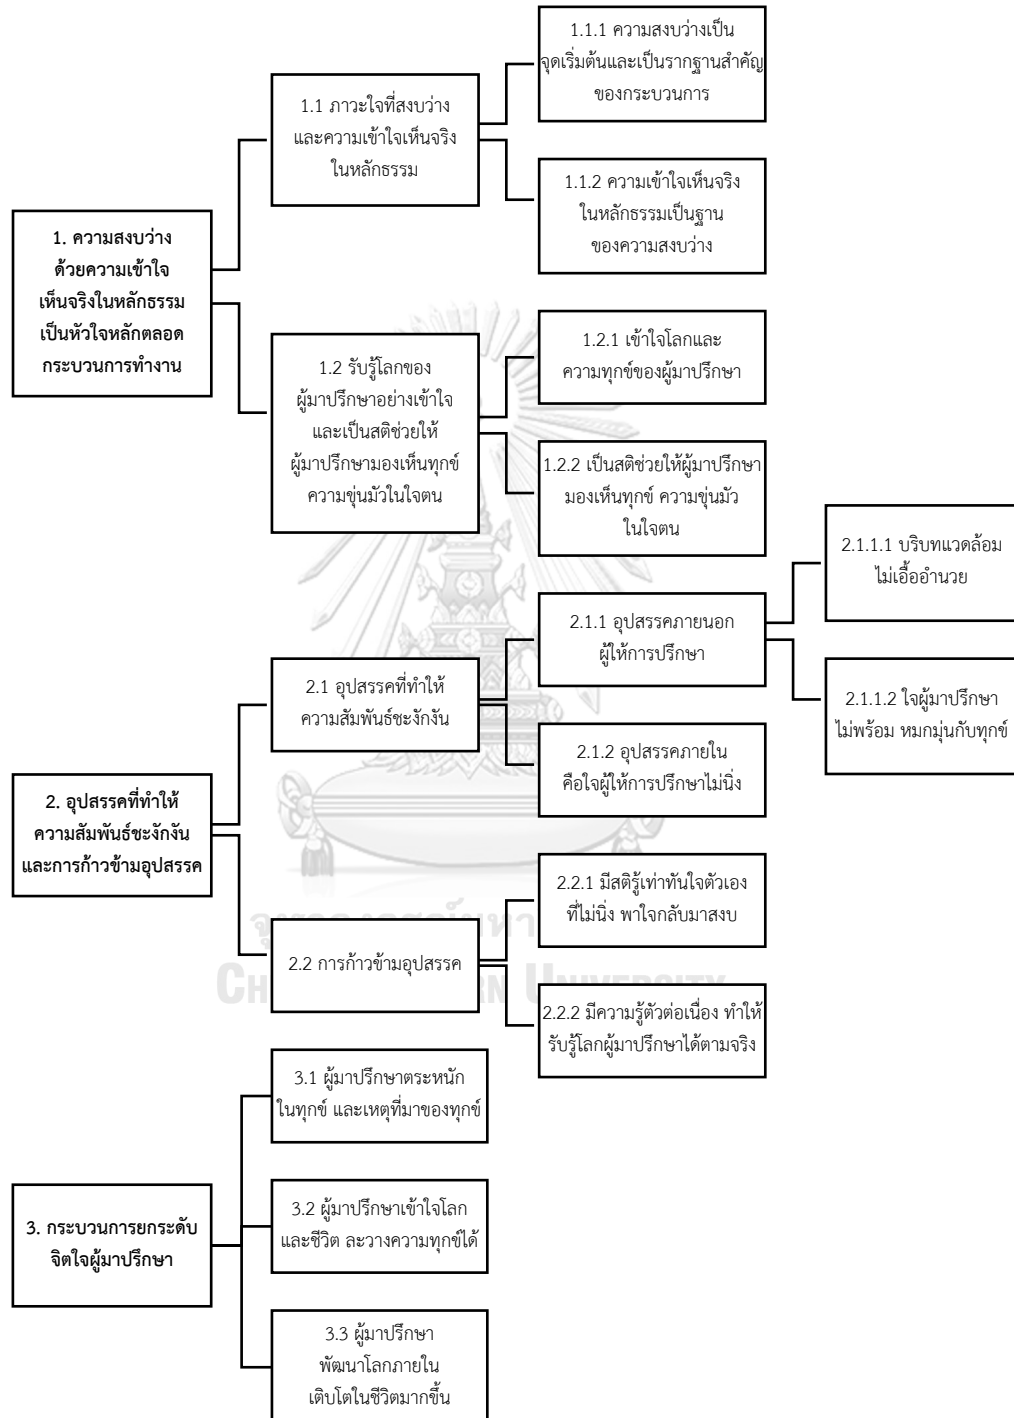 1. ความสงบว่าง
ด้วยความเข้าใจ
เห็นจริงในหลักธรรม
เป็นหัวใจหลักตลอด
กระบวนการทำงาน
1.1 ภาวะใจที่สงบว่าง
และความเข้าใจเห็นจริง
ในหลักธรรม
1.1.1 ความสงบว่างเป็น
จุดเริ่มต้นและเป็นรากฐานสำคัญ
ของกระบวนการ
1.1.2 ความเข้าใจเห็นจริง
ในหลักธรรมเป็นฐาน
ของความสงบว่าง
1.2 รับรู้โลกของ
ผู้มาปรึกษาอย่างเข้าใจ
และเป็นสติช่วยให้
ผู้มาปรึกษามองเห็นทุกข์
ความขุ่นมัวในใจตน
1.2.1 เข้าใจโลกและ
ความทุกข์ของผู้มาปรึกษา
1.2.2 เป็นสติช่วยให้ผู้มาปรึกษา
มองเห็นทุกข์ ความขุ่นมัว
ในใจตน
2. อุปสรรคที่ทำให้
ความสัมพันธ์ชะงักงัน
และการก้าวข้ามอุปสรรค
2.1 อุปสรรคที่ทำให้
ความสัมพันธ์ชะงักงัน
2.1.1 อุปสรรคภายนอก
ผู้ให้การปรึกษา
2.1.1.1 บริบทแวดล้อม
ไม่เอื้ออำนวย
2.1.1.2 ใจผู้มาปรึกษา
ไม่พร้อม หมกมุ่นกับทุกข์
2.1.2 อุปสรรคภายใน
คือใจผู้ให้การปรึกษาไม่นิ่ง
2.2 การก้าวข้ามอุปสรรค
2.2.1 มีสติรู้เท่าทันใจตัวเอง
ที่ไม่นิ่ง พาใจกลับมาสงบ
2.2.2 มีความรู้ตัวต่อเนื่อง ทำให้
รับรู้โลกผู้มาปรึกษาได้ตามจริง
3. กระบวนการยกระดับ
จิตใจผู้มาปรึกษา
3.1 ผู้มาปรึกษาตระหนัก
ในทุกข์ และเหตุที่มาของทุกข์
3.2 ผู้มาปรึกษาเข้าใจโลก
และชีวิต ละวางความทุกข์ได้
3.3 ผู้มาปรึกษา
พัฒนาโลกภายใน
เติบโตในชีวิตมากขึ้น